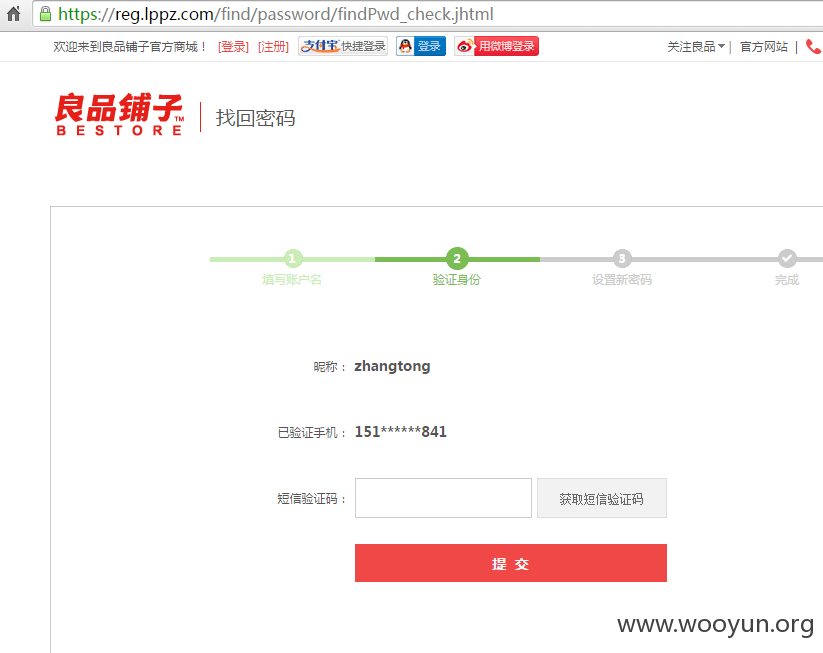 https://reg.lppz.com/find/password/findPwd_check.jhtml
欢迎来到良品铺子官方商城！ [登录] [注册] 支付宝快捷登录 登录 用微博登录 关注良品 | 官方网站 |
良品铺子TM
BESTORE
找回密码
1 2 3
填写账户名 验证身份 设置新密码 完成
昵称： zhangtong
已验证手机： 151******841
短信验证码： 获取短信验证码
提 交
www.wooyun.org